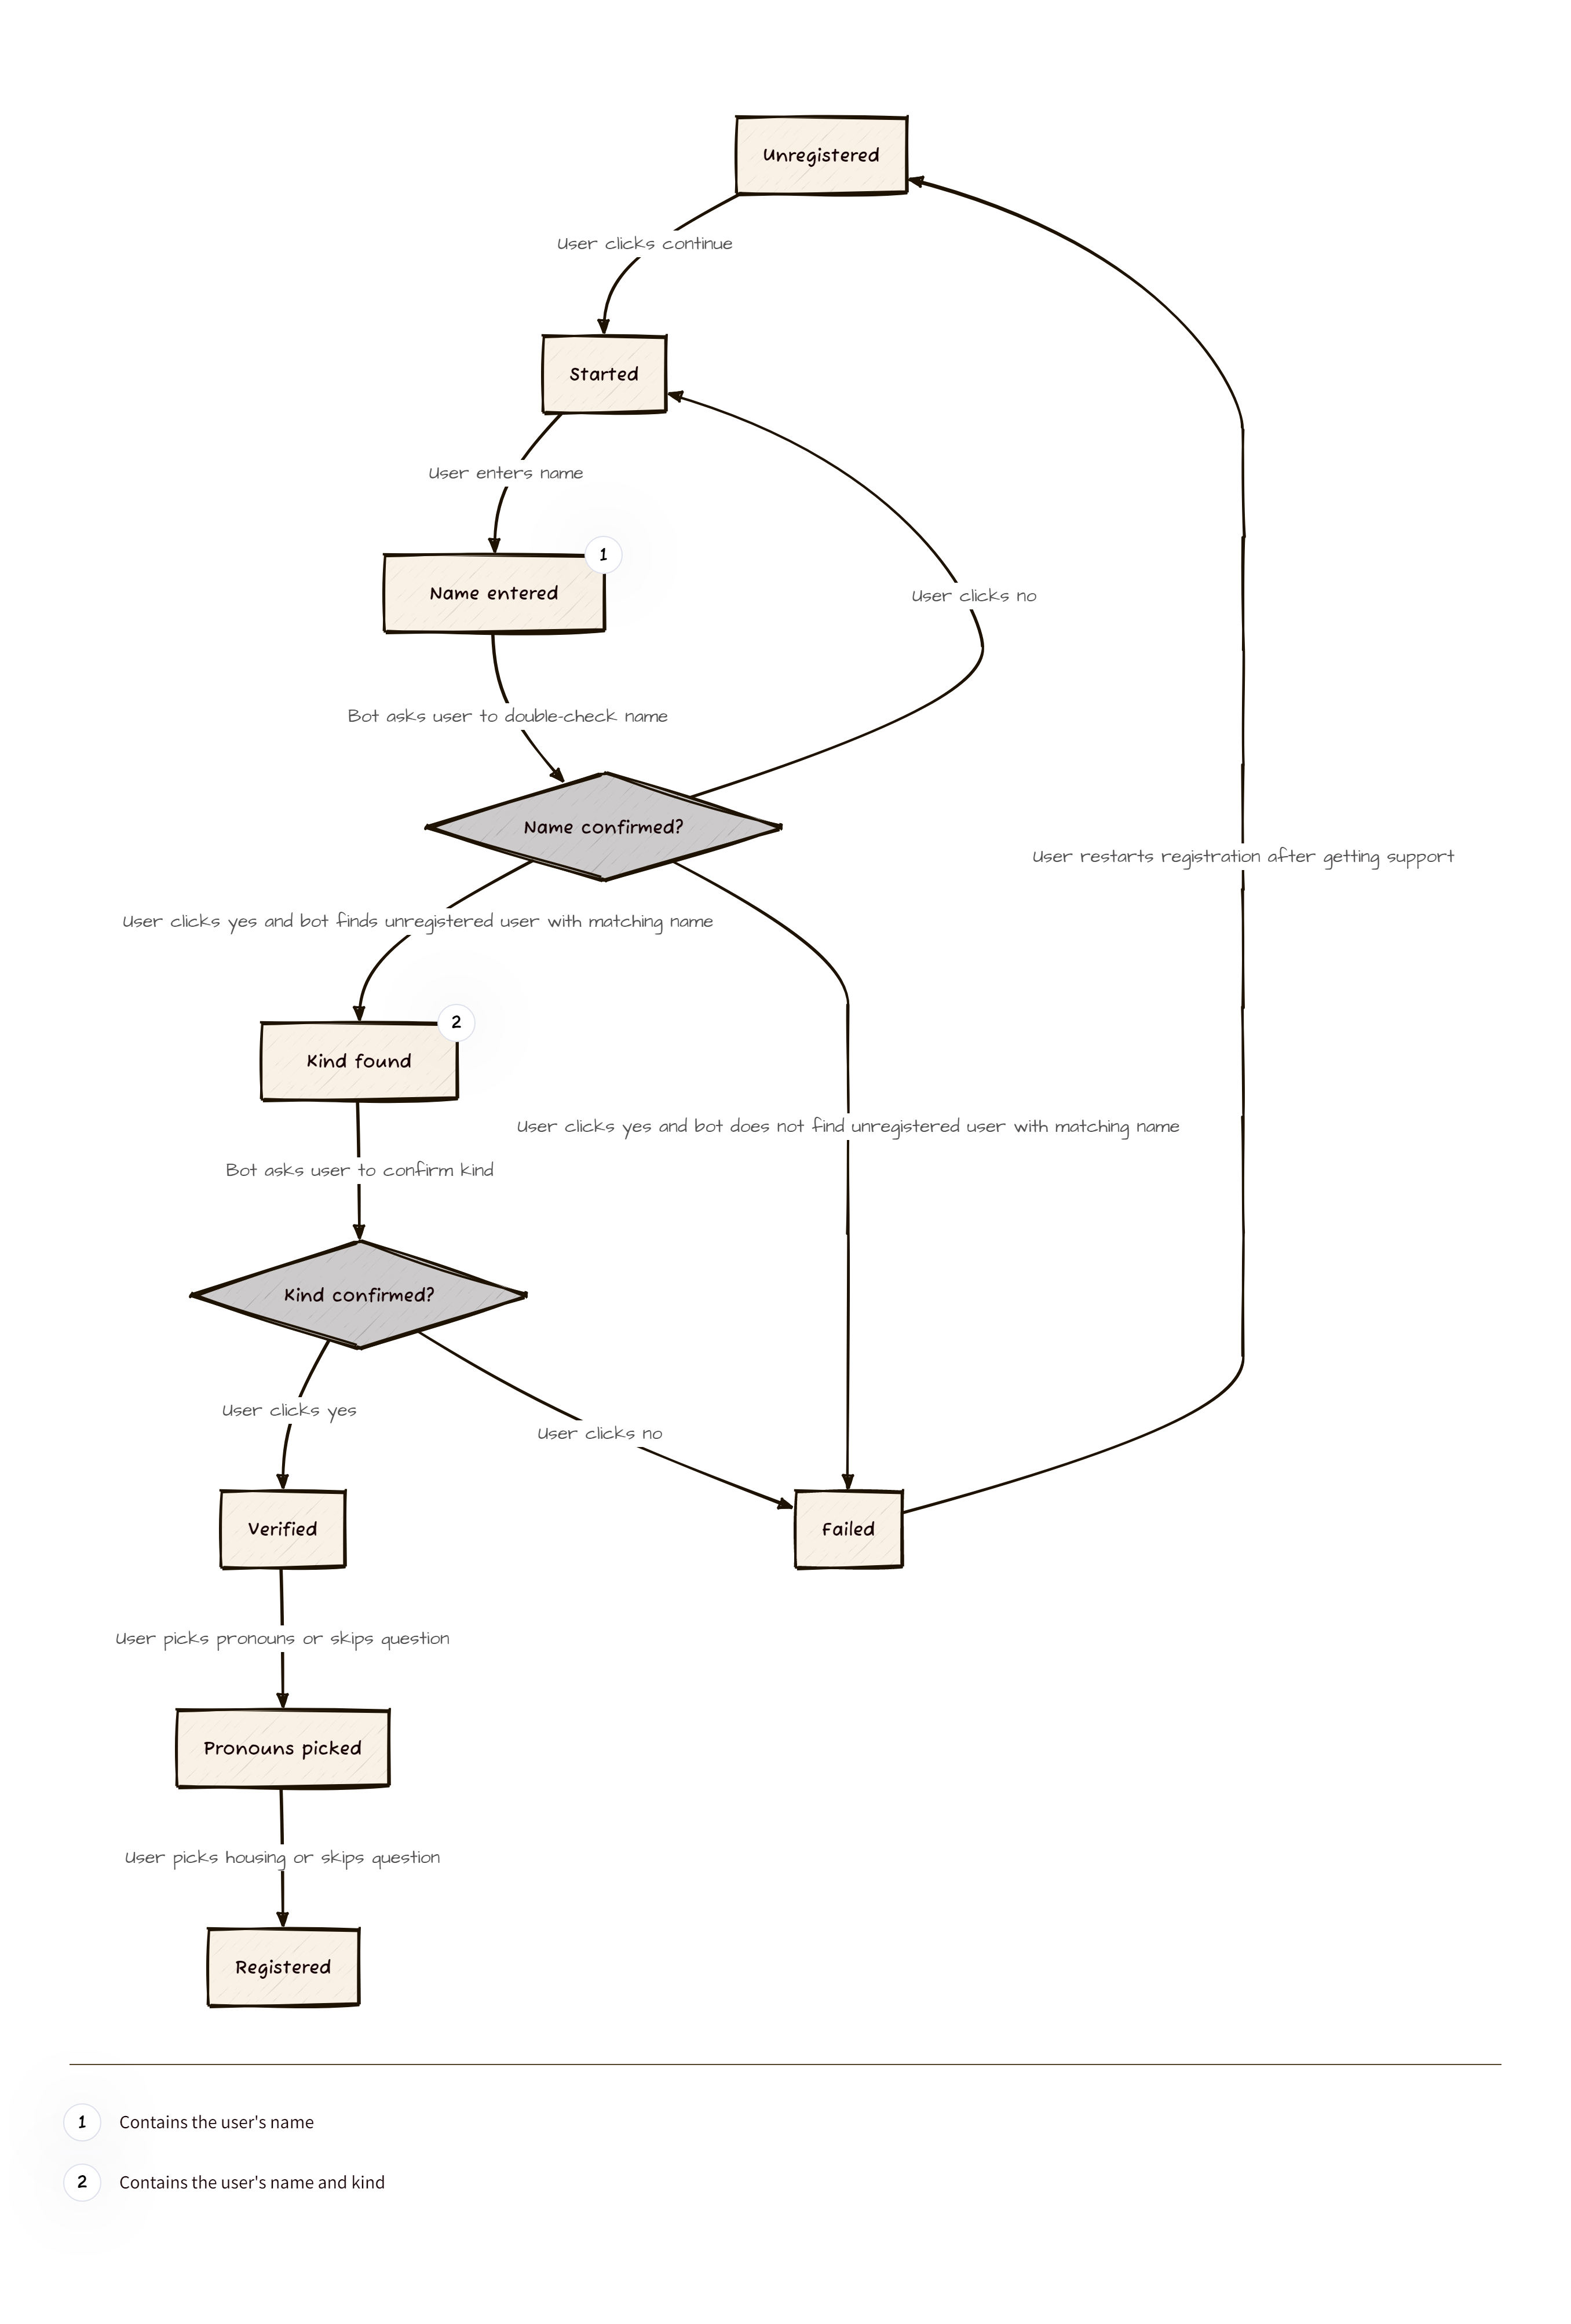 Unregistered
User clicks continue
Started
User enters name
1
Name entered
User clicks no
Bot asks user to double-check name
Name confirmed?
User restarts registration after getting support
User clicks yes and bot finds unregistered user with matching name
2
Kind found
User clicks yes and bot does not find unregistered user with matching name
Bot asks user to confirm kind
Kind confirmed?
User clicks yes
User clicks no
Verified
Failed
User picks pronouns or skips question
Pronouns picked
User picks housing or skips question
Registered
1 Contains the user's name
2 Contains the user's name and kind